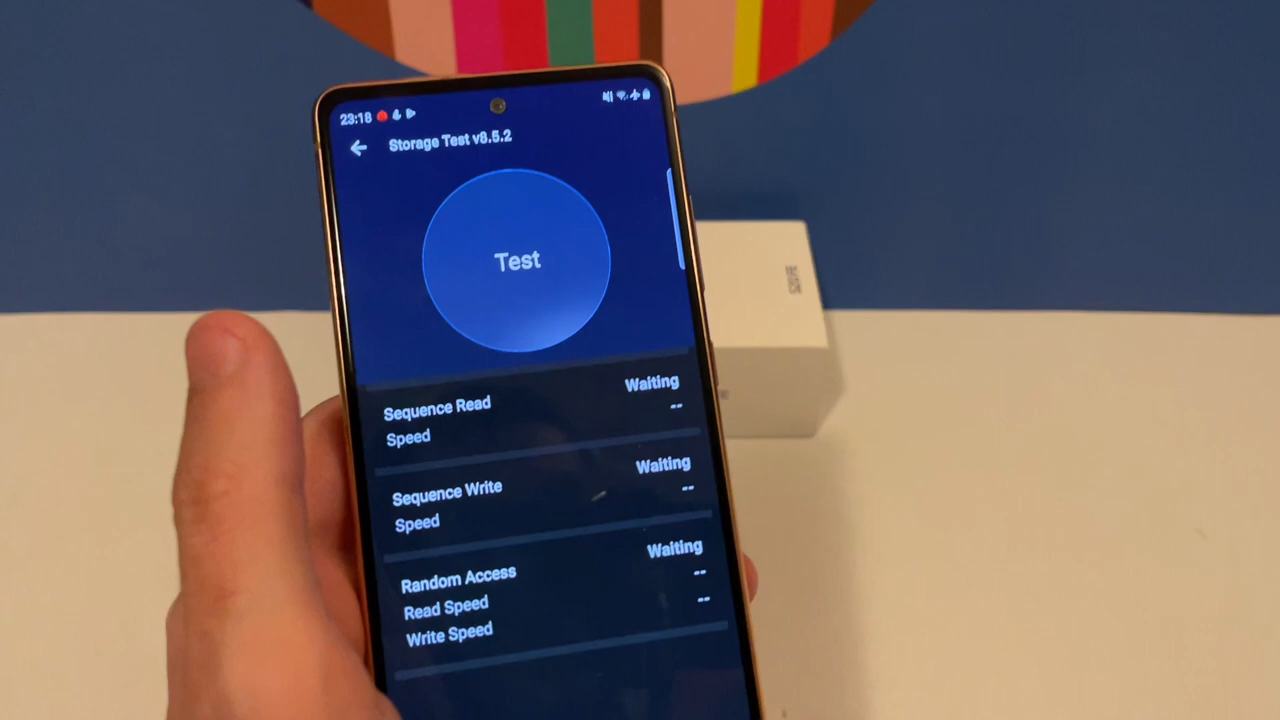 23:18
Storage Test v8.5.2
Test
Sequence Read Waiting
Speed --
Sequence Write Waiting
Speed --
Random Access Waiting
Read Speed --
Write Speed --